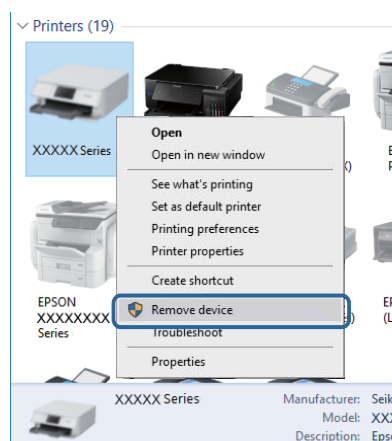 Printers (19)
XXXXX Series
Open
Open in new window
See what's printing
Set as default printer
Printing preferences
Printer properties
Create shortcut
Remove device
Troubleshoot
Properties
EPSON
XXXXXXXX
Series
XXXXX Series
Manufacturer:
Model:
Description: